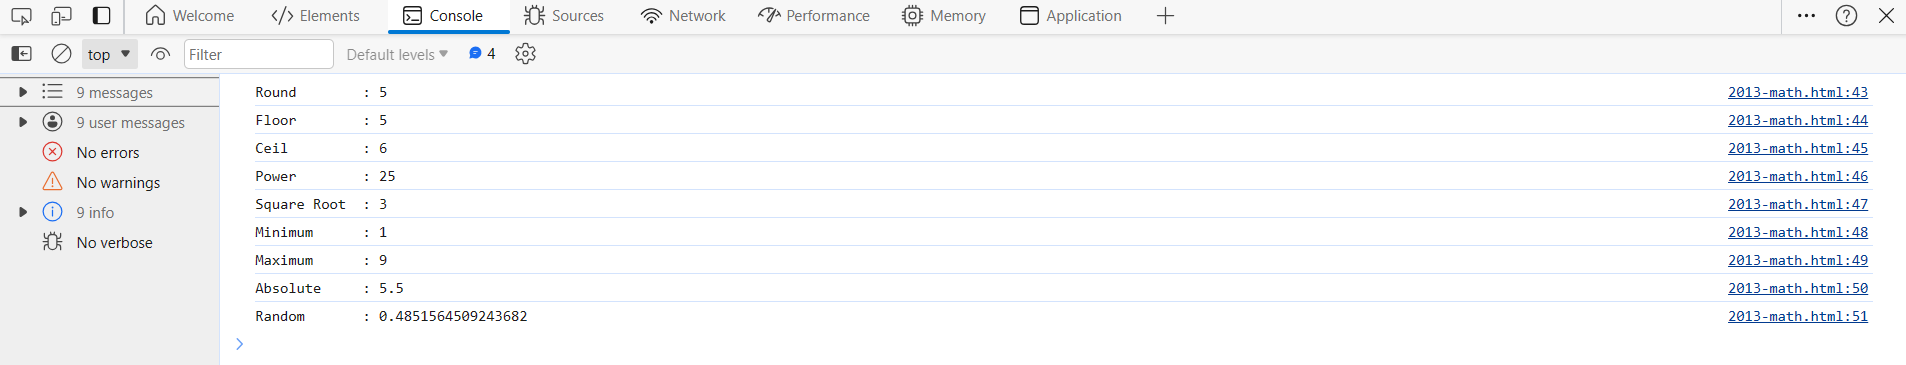 Welcome Elements Console Sources Network Performance Memory Application
top Filter Default levels 4
9 messages
9 user messages
No errors
No warnings
9 info
No verbose
Round : 5 2013-math.html:43
Floor : 5 2013-math.html:44
Ceil : 6 2013-math.html:45
Power : 25 2013-math.html:46
Square Root : 3 2013-math.html:47
Minimum : 1 2013-math.html:48
Maximum : 9 2013-math.html:49
Absolute : 5.5 2013-math.html:50
Random : 0.4851564509243682 2013-math.html:51